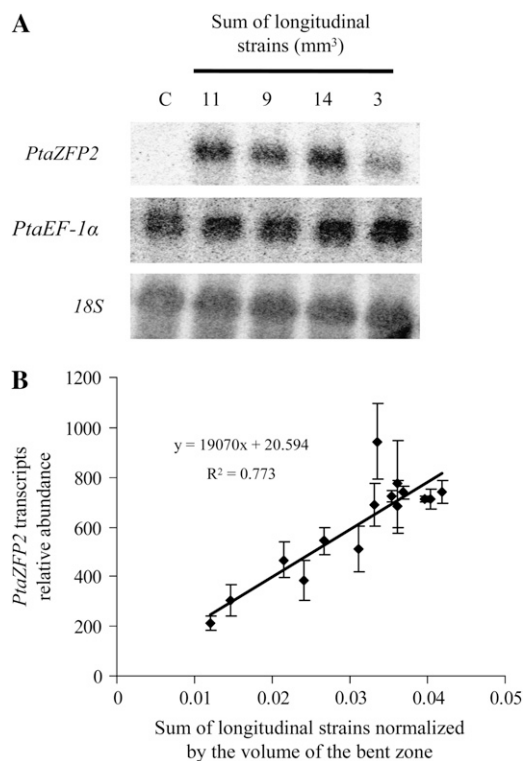 A
Sum of longitudinal
strains (mm³)
C 11 9 14 3
PtaZFP2
PtaEF-1α
18S
B
1200
1000
800
600
400
200
0
y = 19070x + 20.594
R² = 0.773
PtaZFP2 transcripts
relative abundance
0 0.01 0.02 0.03 0.04 0.05
Sum of longitudinal strains normalized
by the volume of the bent zone